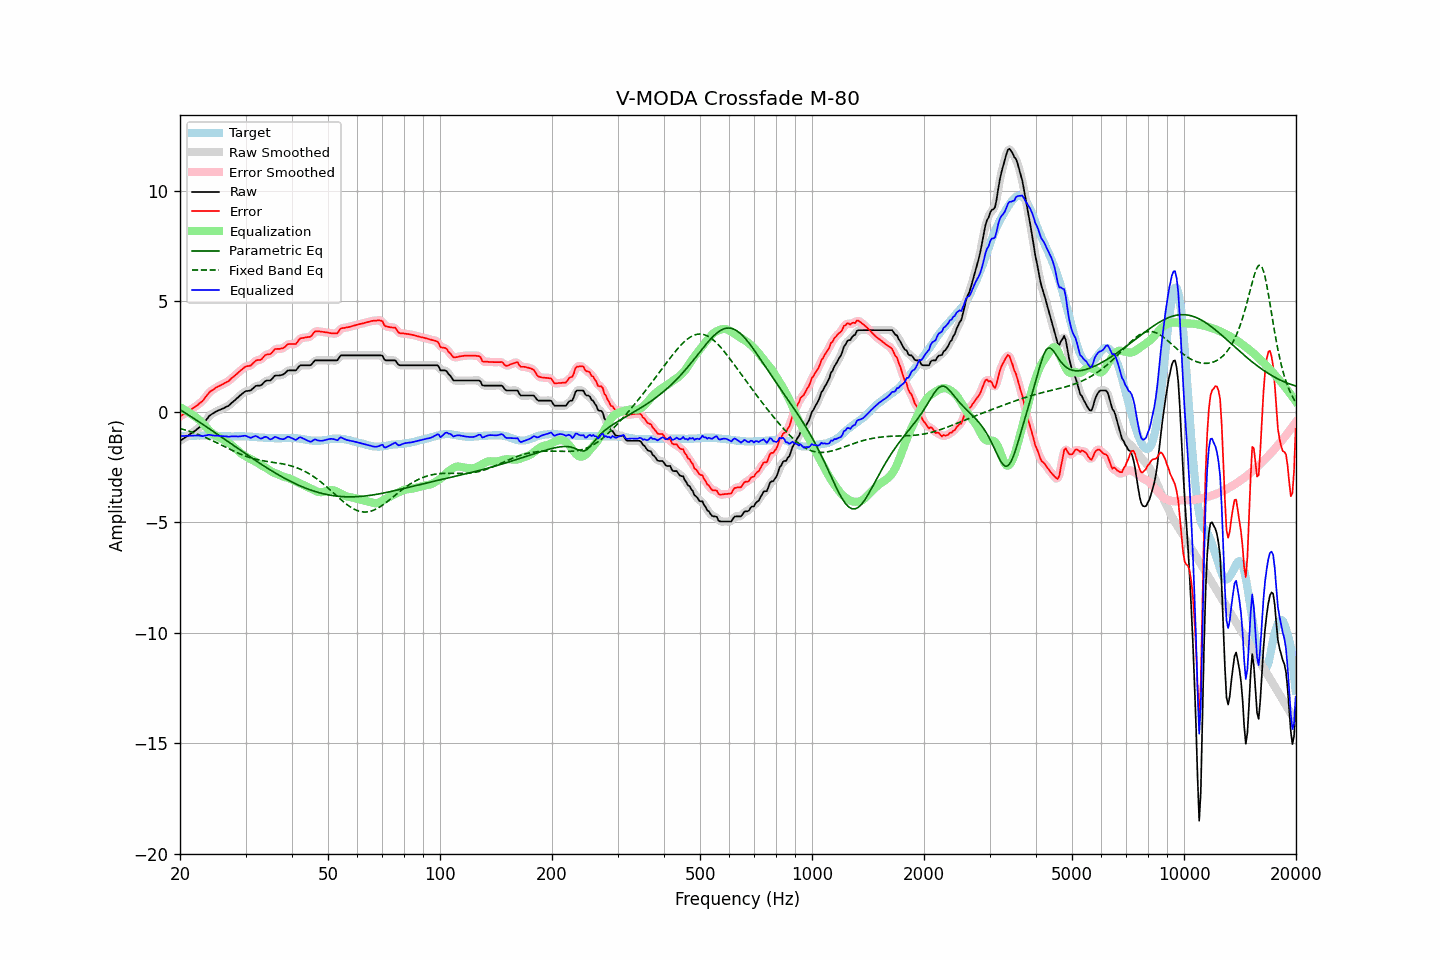 V-MODA Crossfade M-80
Target
Raw Smoothed
Error Smoothed
Raw
Error
Equalization
Parametric Eq
Fixed Band Eq
Equalized
Amplitude (dBr)
10
5
0
−5
−10
−15
−20
20
50
100
200
500
1000
2000
5000
10000
20000
Frequency (Hz)